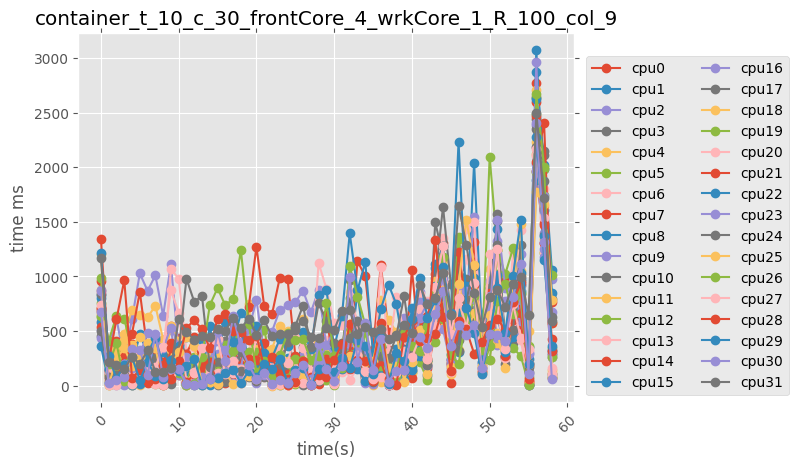 container_t_10_c_30_frontCore_4_wrkCore_1_R_100_col_9
time ms
3000
2500
2000
1500
1000
500
0
0
10
20
30
40
50
60
time(s)
cpu0
cpu1
cpu2
cpu3
cpu4
cpu5
cpu6
cpu7
cpu8
cpu9
cpu10
cpu11
cpu12
cpu13
cpu14
cpu15
cpu16
cpu17
cpu18
cpu19
cpu20
cpu21
cpu22
cpu23
cpu24
cpu25
cpu26
cpu27
cpu28
cpu29
cpu30
cpu31